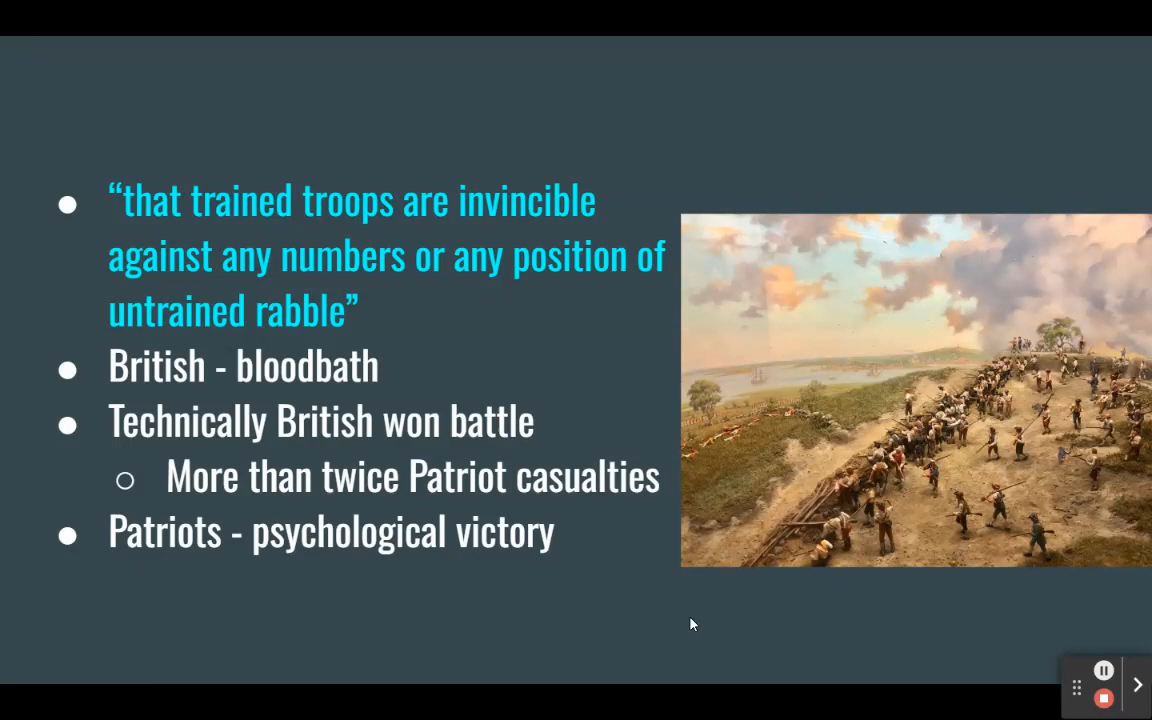 ● “that trained troops are invincible
against any numbers or any position of
untrained rabble”
● British - bloodbath
● Technically British won battle
○ More than twice Patriot casualties
● Patriots - psychological victory